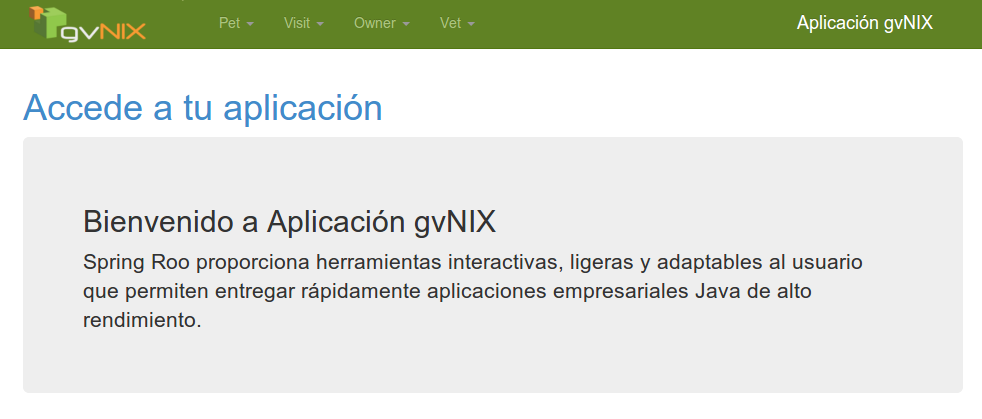 gvNIX Pet Visit Owner Vet Aplicación gvNIX
Accede a tu aplicación
Bienvenido a Aplicación gvNIX
Spring Roo proporciona herramientas interactivas, ligeras y adaptables al usuario
que permiten entregar rápidamente aplicaciones empresariales Java de alto
rendimiento.